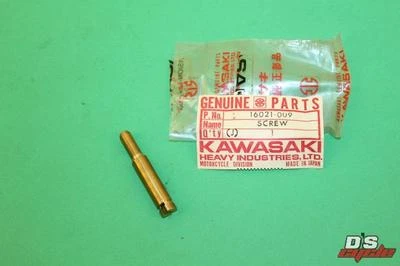 KAWASAKI
GENUINE PARTS
P. No. 16021-009
Name SCREW
Q'ty (J) 1
KAWASAKI
HEAVY INDUSTRIES, LTD.
MOTORCYCLE DIVISION MADE IN JAPAN
D's
cycle